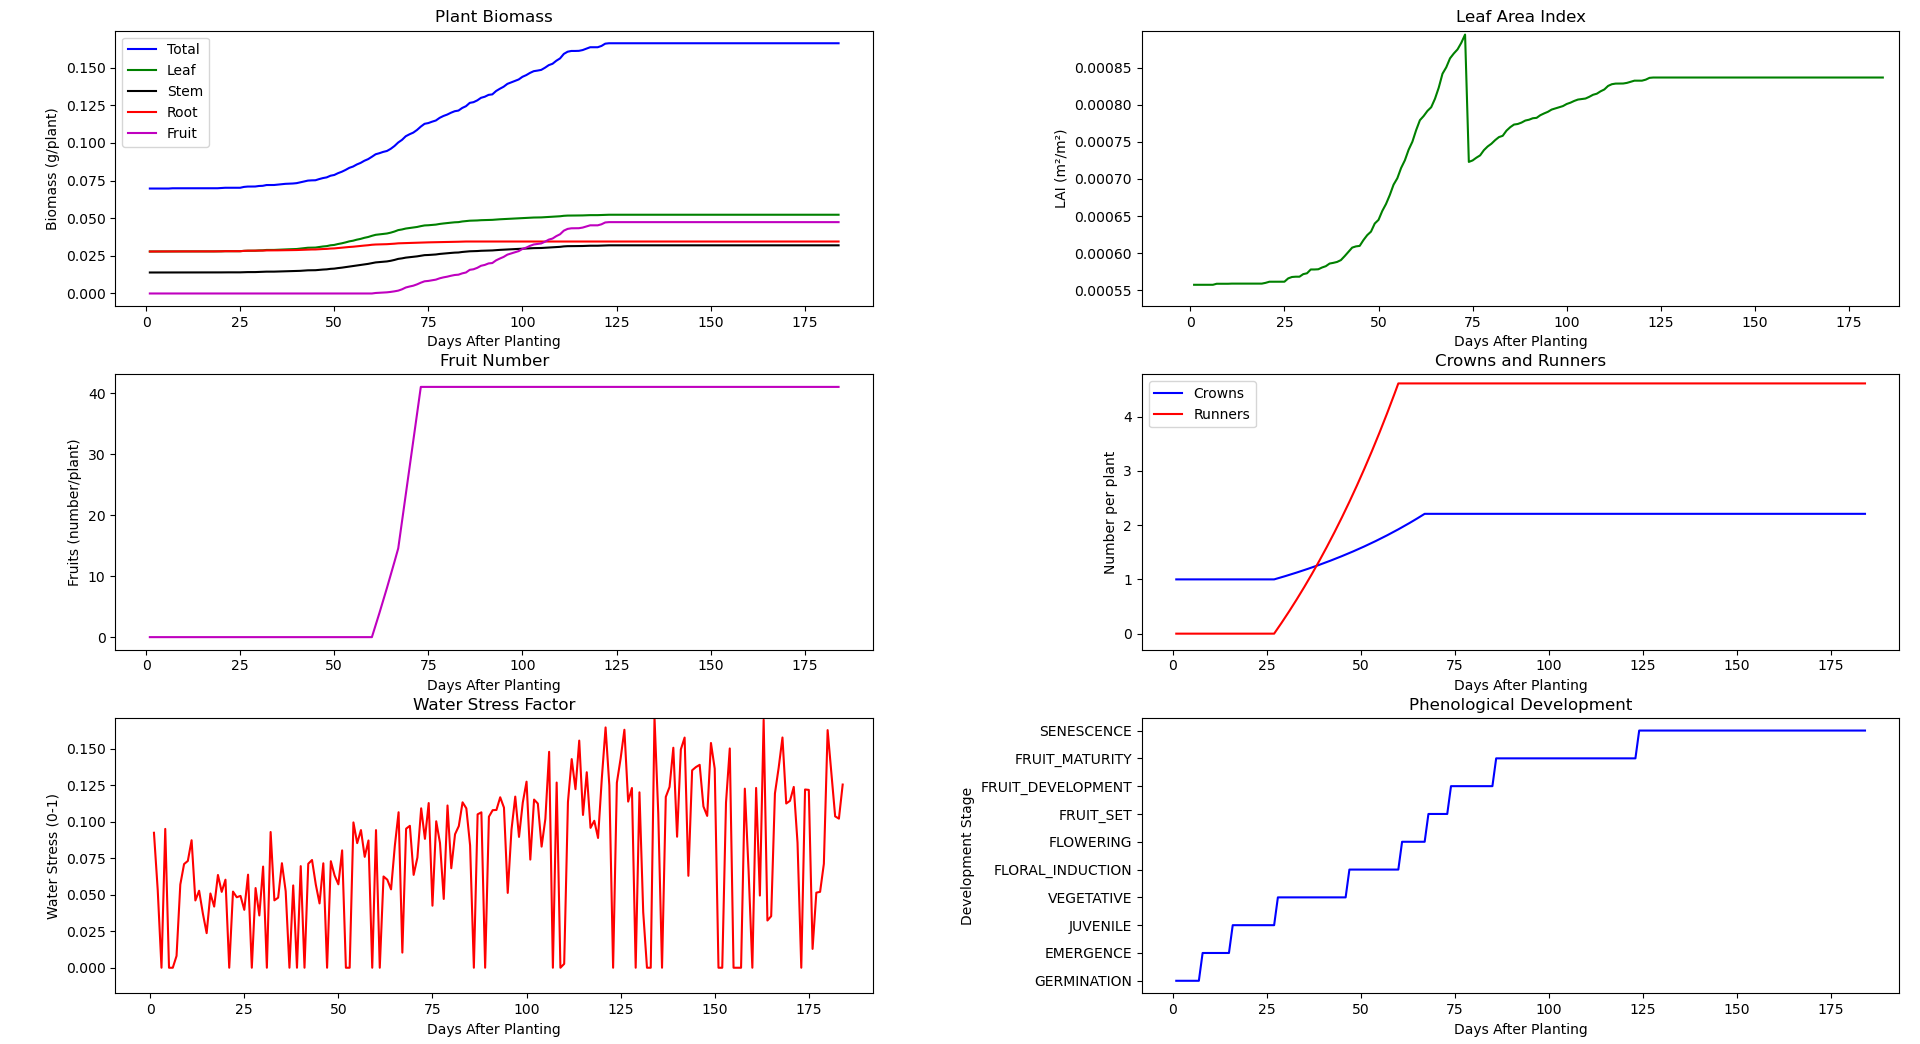 Plant Biomass
Biomass (g/plant)
0.150
0.125
0.100
0.075
0.050
0.025
0.000
Total
Leaf
Stem
Root
Fruit
0 25 50 75 100 125 150 175
Days After Planting
Leaf Area Index
LAI (m²/m²)
0.00085
0.00080
0.00075
0.00070
0.00065
0.00060
0.00055
0 25 50 75 100 125 150 175
Days After Planting
Fruit Number
Fruits (number/plant)
40
30
20
10
0
0 25 50 75 100 125 150 175
Days After Planting
Crowns and Runners
Number per plant
4
3
2
1
0
Crowns
Runners
0 25 50 75 100 125 150 175
Days After Planting
Water Stress Factor
Water Stress (0-1)
0.150
0.125
0.100
0.075
0.050
0.025
0.000
0 25 50 75 100 125 150 175
Days After Planting
Phenological Development
Development Stage
SENESCENCE
FRUIT_MATURITY
FRUIT_DEVELOPMENT
FRUIT_SET
FLOWERING
FLORAL_INDUCTION
VEGETATIVE
JUVENILE
EMERGENCE
GERMINATION
0 25 50 75 100 125 150 175
Days After Planting